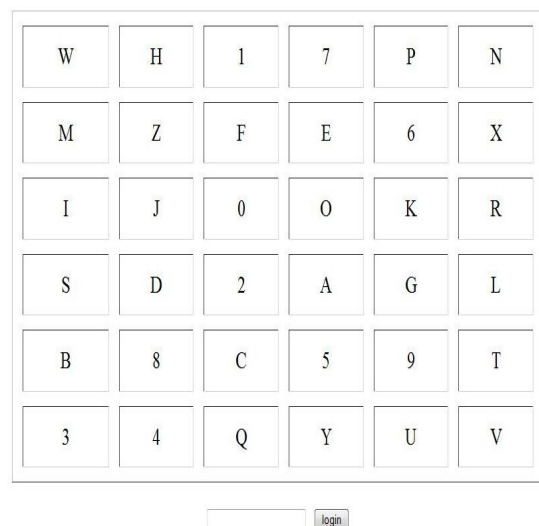 W H 1 7 P N
M Z F E 6 X
I J 0 O K R
S D 2 A G L
B 8 C 5 9 T
3 4 Q Y U V
login